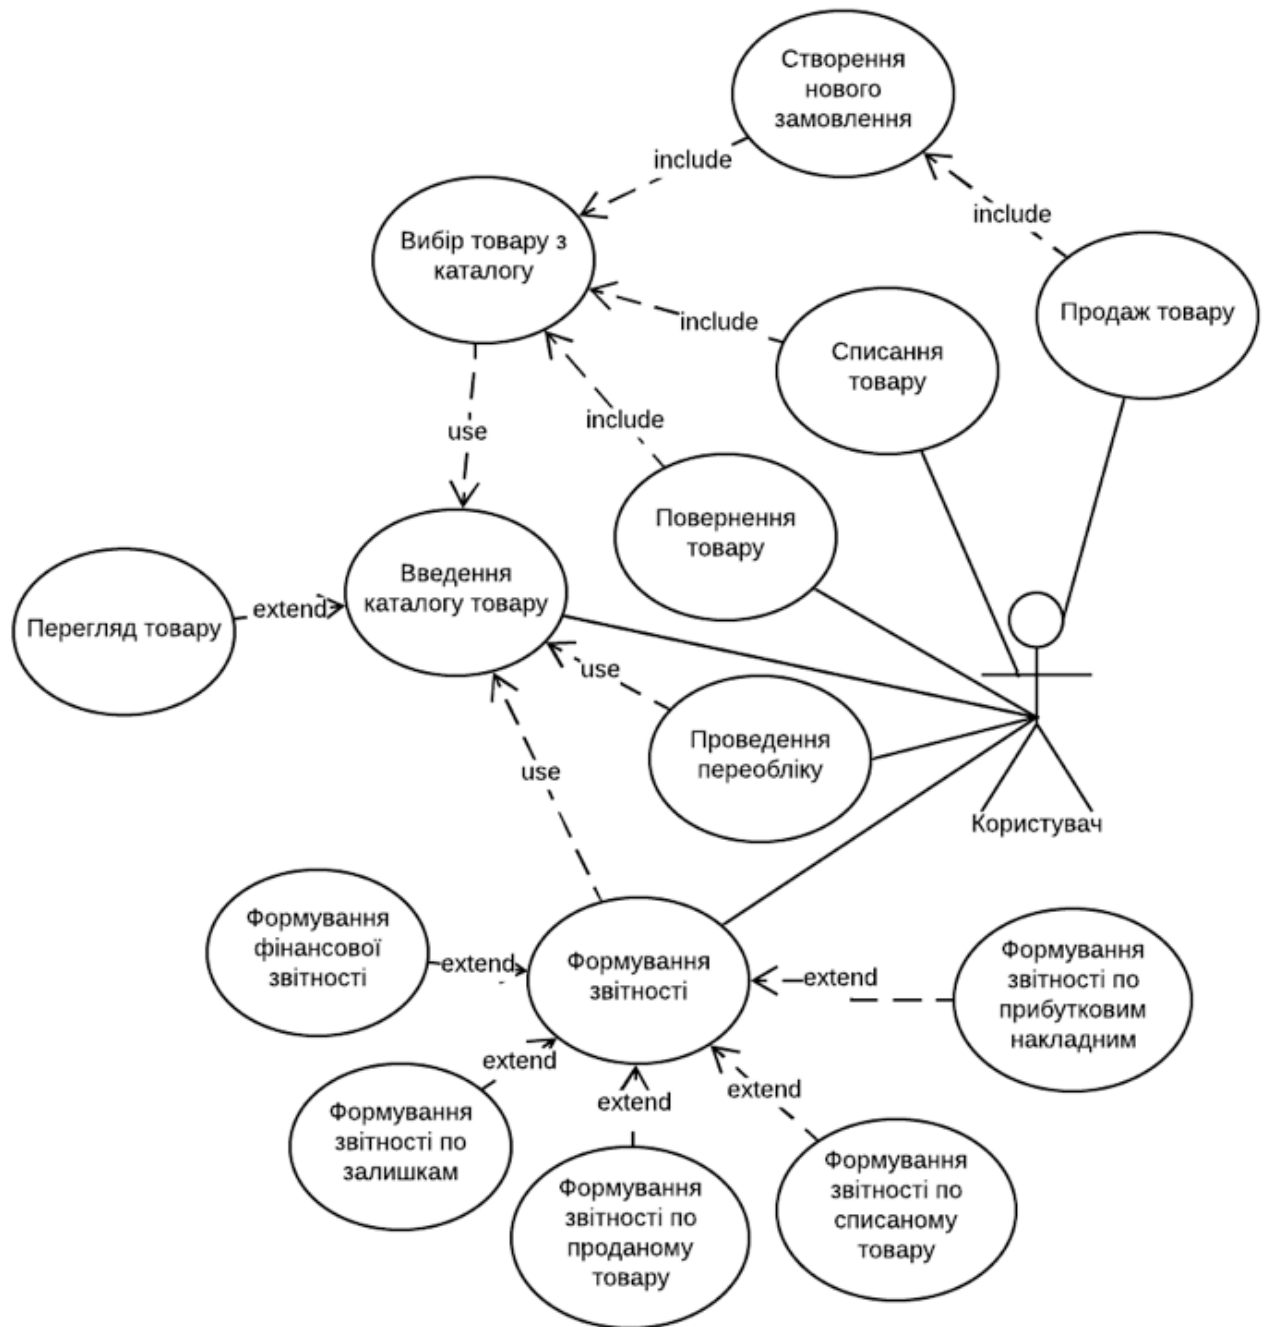 Створення
нового
замовлення
include
include
Вибір товару з
каталогу
Продаж товару
include
Списання
товару
include
use
Повернення
товару
Введення
каталогу товару
extend
Перегляд товару
use
Проведення
переобліку
use
Користувач
Формування
фінансової
звітності
extend
Формування
звітності
extend
Формування
звітності по
прибутковим
накладним
extend
extend
extend
Формування
звітності по
залишкам
Формування
звітності по
проданому
товару
Формування
звітності по
списаному
товару